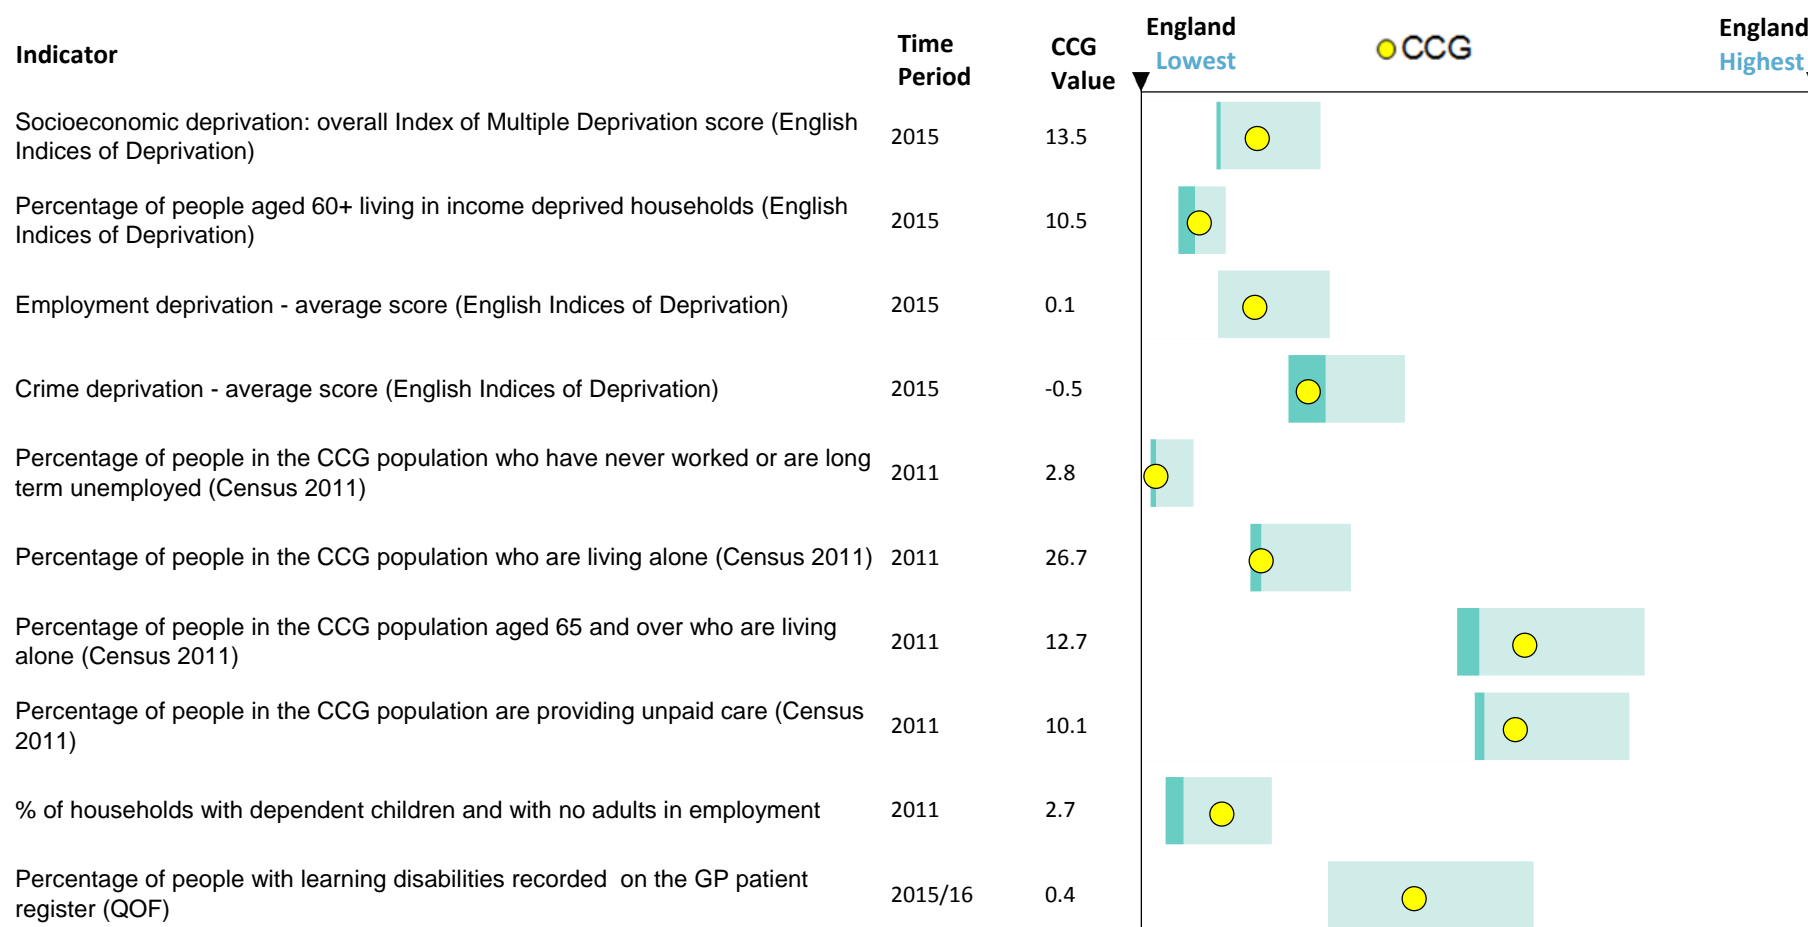 Indicator
Time
Period
CCG
Value
England
Lowest
CCG
England
Highest
Socioeconomic deprivation: overall Index of Multiple Deprivation score (English
Indices of Deprivation)
2015
13.5
Percentage of people aged 60+ living in income deprived households (English
Indices of Deprivation)
2015
10.5
Employment deprivation - average score (English Indices of Deprivation)
2015
0.1
Crime deprivation - average score (English Indices of Deprivation)
2015
-0.5
Percentage of people in the CCG population who have never worked or are long
term unemployed (Census 2011)
2011
2.8
Percentage of people in the CCG population who are living alone (Census 2011)
2011
26.7
Percentage of people in the CCG population aged 65 and over who are living
alone (Census 2011)
2011
12.7
Percentage of people in the CCG population are providing unpaid care (Census
2011)
2011
10.1
% of households with dependent children and with no adults in employment
2011
2.7
Percentage of people with learning disabilities recorded  on the GP patient
register (QOF)
2015/16
0.4